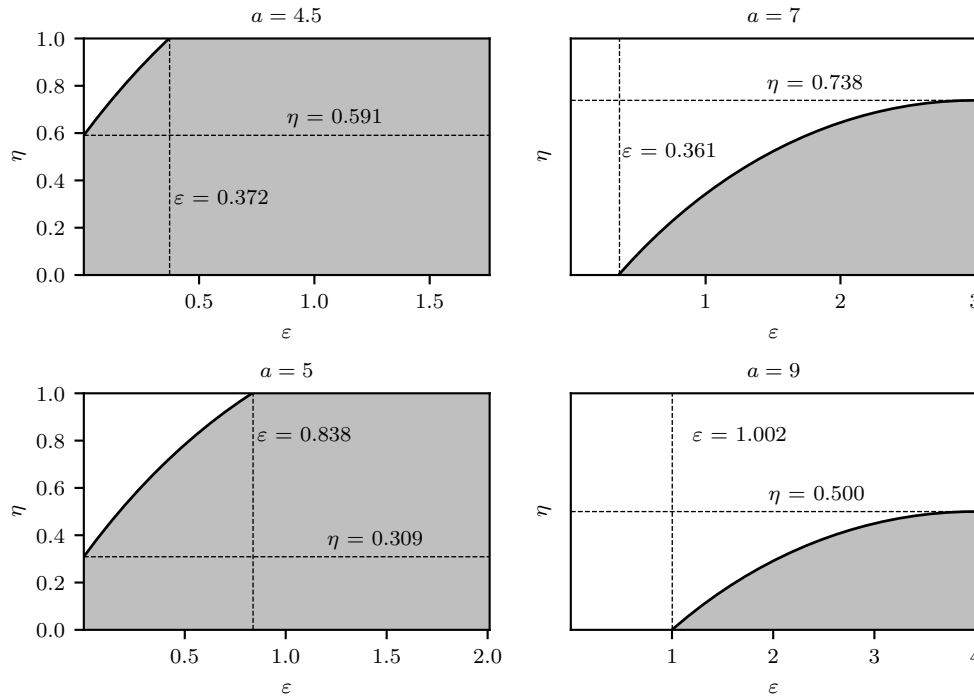 a = 4.5
1.0
0.8
0.6
0.4
0.2
0.0
η
η = 0.591
ε = 0.372
0.5
1.0
1.5
ε
a = 7
η
η = 0.738
ε = 0.361
1
2
3
ε
a = 5
1.0
0.8
0.6
0.4
0.2
0.0
η
ε = 0.838
η = 0.309
0.5
1.0
1.5
2.0
ε
a = 9
η
ε = 1.002
η = 0.500
1
2
3
4
ε